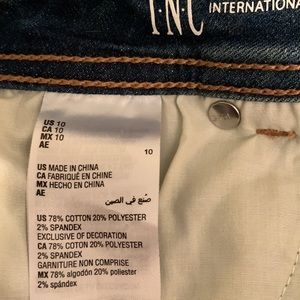 I·N·C
INTERNATIONAL
US 10
CA 10
MX 10
AE
10
US MADE IN CHINA
CA FABRIQUÉ EN CHINE
MX HECHO EN CHINA
AE
صنع في الصين
US 78% COTTON 20% POLYESTER
2% SPANDEX
EXCLUSIVE OF DECORATION
CA 78% COTTON 20% POLYESTER
2% SPANDEX
GARNITURE NON COMPRISE
MX 78% algodón 20% poliester
2% spándex